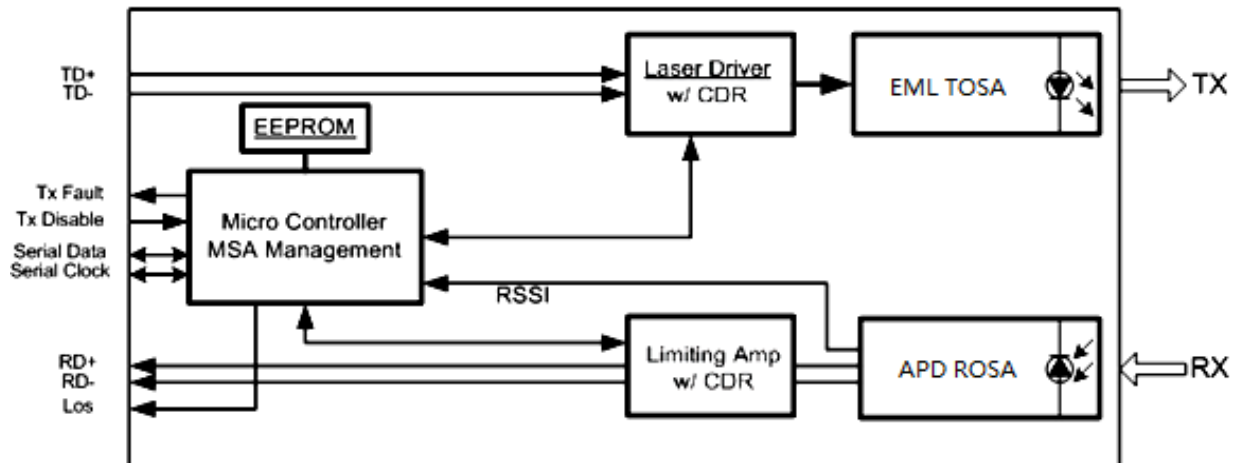 TD+
TD-
Laser Driver
w/ CDR
EML TOSA
TX
EEPROM
Tx Fault
Tx Disable
Serial Data
Serial Clock
Micro Controller
MSA Management
RSSI
RD+
RD-
Los
Limiting Amp
w/ CDR
APD ROSA
RX